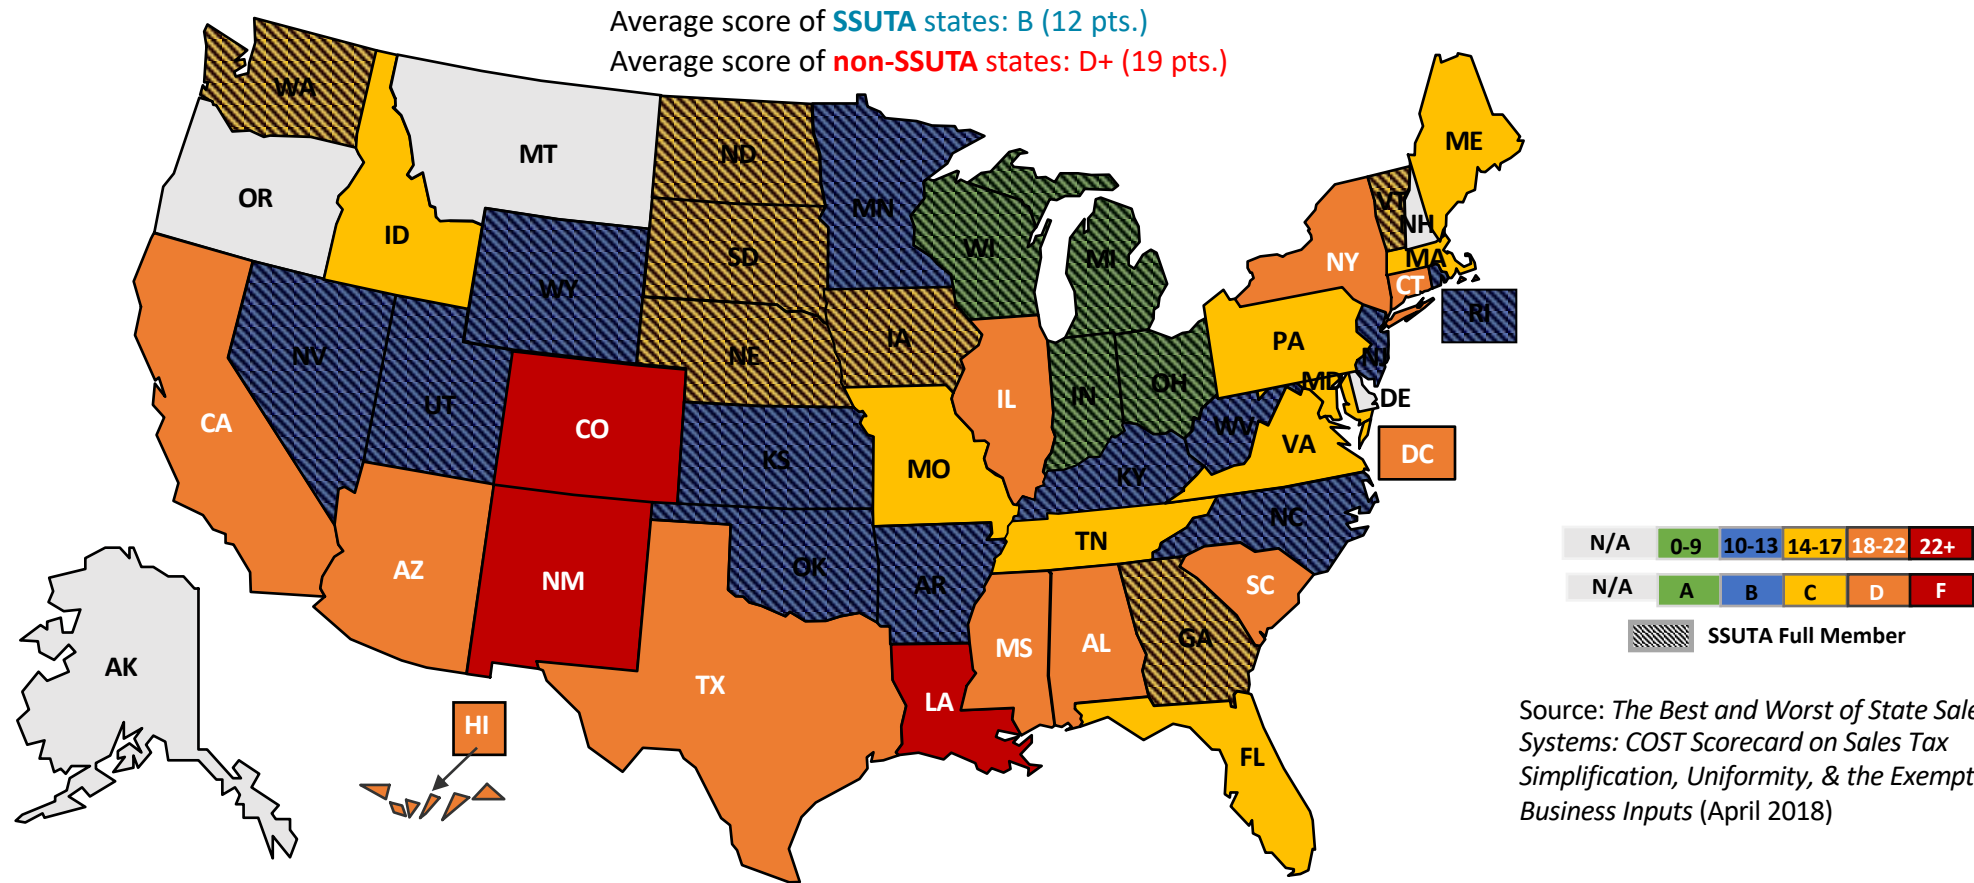 Average score of SSUTA states: B (12 pts.)
Average score of non-SSUTA states: D+ (19 pts.)
WA
MT
ND
MN
OR
ID
SD
WY
NE
IA
WI
MI
NY
VT
NH
ME
MA
CT
RI
NV
UT
CA
CO
KS
MO
IL
IN
OH
PA
NJ
MD
DE
WV
VA
DC
KY
AZ
NM
OK
AR
TN
NC
SC
MS
AL
GA
TX
LA
FL
AK
HI
N/A 0-9 10-13 14-17 18-22 22+
N/A A B C D F
SSUTA Full Member
Source: The Best and Worst of State Sale
Systems: COST Scorecard on Sales Tax
Simplification, Uniformity, & the Exempt
Business Inputs (April 2018)